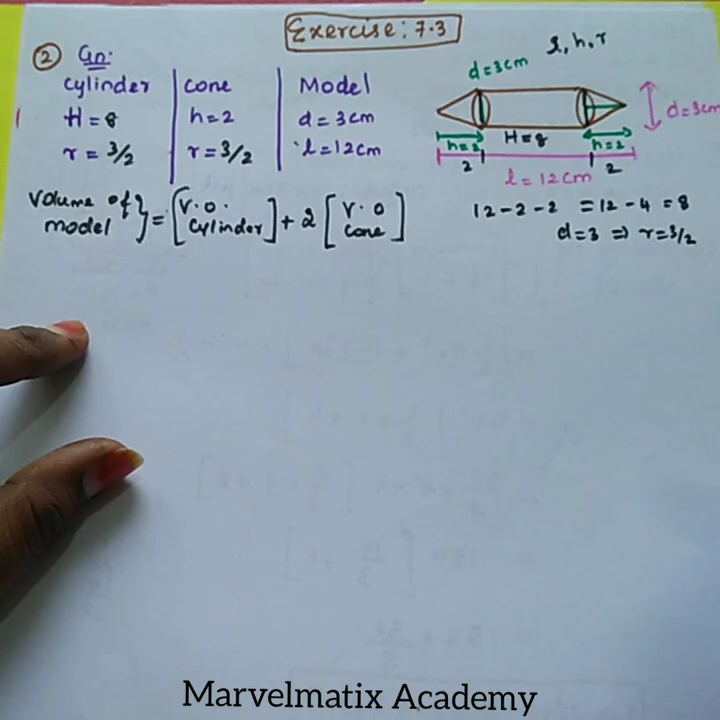 Exercise: 7.3
② Gn:
Cylinder Cone Model
H = 8 h = 2 d = 3cm
r = 3/2 r = 3/2 l = 12cm
l, h, r
d = 3cm
d = 3cm
h = 2 H = 8 h = 2
2 2
l = 12cm
12 - 2 - 2 = 12 - 4 = 8
d = 3 ⇒ r = 3/2
Volume of model } = [V.O. Cylinder] + 2 [V.O Cone]
Marvelmatix Academy